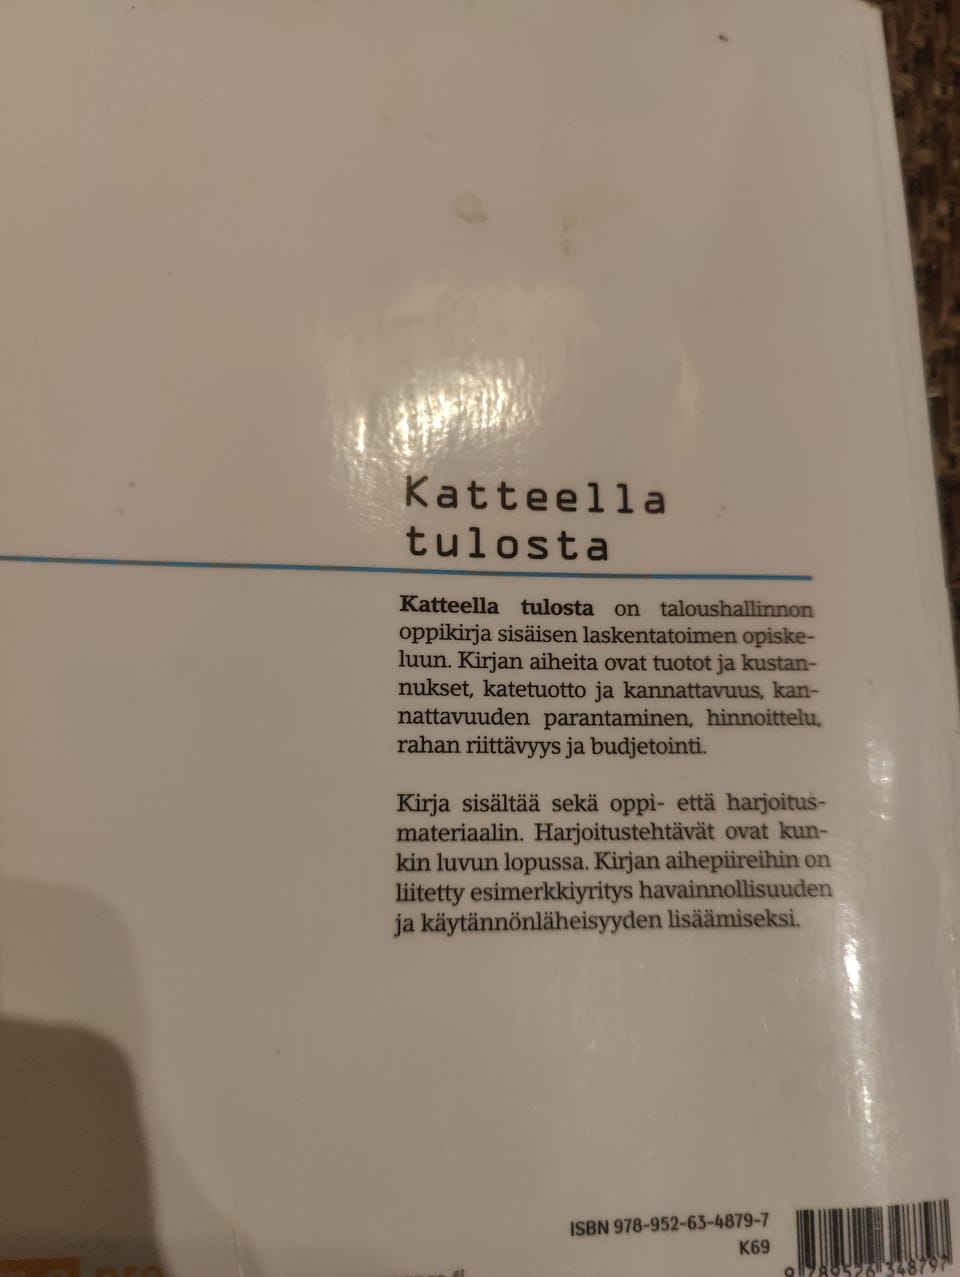 Katteella
tulosta
Katteella tulosta on taloushallinnon
oppikirja sisäisen laskentatoimen opiske-
luun. Kirjan aiheita ovat tuotot ja kustan-
nukset, katetuotto ja kannattavuus, kan-
nattavuuden parantaminen, hinnoittelu,
rahan riittävyys ja budjetointi.
Kirja sisältää sekä oppi- että harjoitus-
materiaalin. Harjoitustehtävät ovat kun-
kin luvun lopussa. Kirjan aihepiireihin on
liitetty esimerkkiyritys havainnollisuuden
ja käytännönläheisyyden lisäämiseksi.
ISBN 978-952-63-4879-7
K69
9 789526 348797